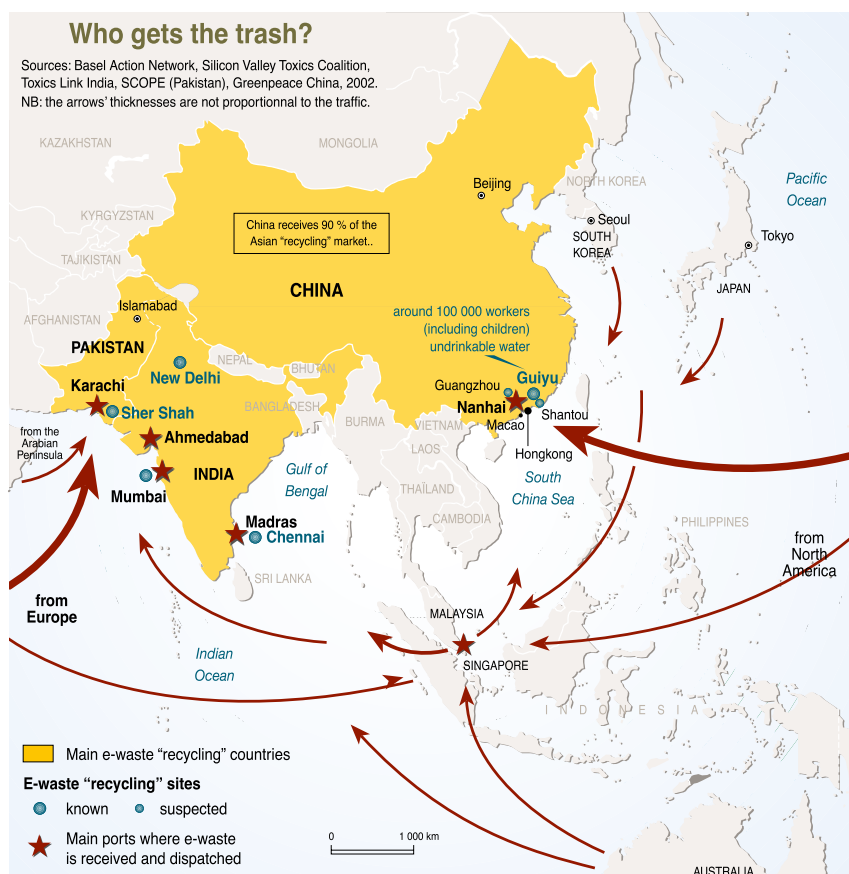 Who gets the trash?
Sources: Basel Action Network, Silicon Valley Toxics Coalition,
Toxics Link India, SCOPE (Pakistan), Greenpeace China, 2002.
NB: the arrows' thicknesses are not proportionnal to the traffic.
KAZAKHSTAN
MONGOLIA
Beijing
NORTH KOREA
Pacific
Ocean
KYRGYZSTAN
China receives 90 % of the
Asian "recycling" market..
Seoul
SOUTH
KOREA
Tokyo
TAJIKISTAN
CHINA
JAPAN
Islamabad
AFGHANISTAN
around 100 000 workers
(including children)
undrinkable water
PAKISTAN
NEPAL
BHUTAN
New Delhi
Guiyu
Karachi
Guangzhou
Sher Shah
BANGLADESH
Nanhai
Shantou
Macao
BURMA
VIETNAM
from the
Arabian
Peninsula
Ahmedabad
LAOS
Hongkong
INDIA
Gulf of
Bengal
South
China Sea
Mumbai
THAÏLAND
Madras
Chennai
CAMBODIA
PHILIPPINES
from
North
America
SRI LANKA
from
Europe
MALAYSIA
Indian
Ocean
SINGAPORE
INDONESIA
Main e-waste "recycling" countries
E-waste "recycling" sites
known
suspected
Main ports where e-waste
is received and dispatched
0
1 000 km
AUSTRALIA